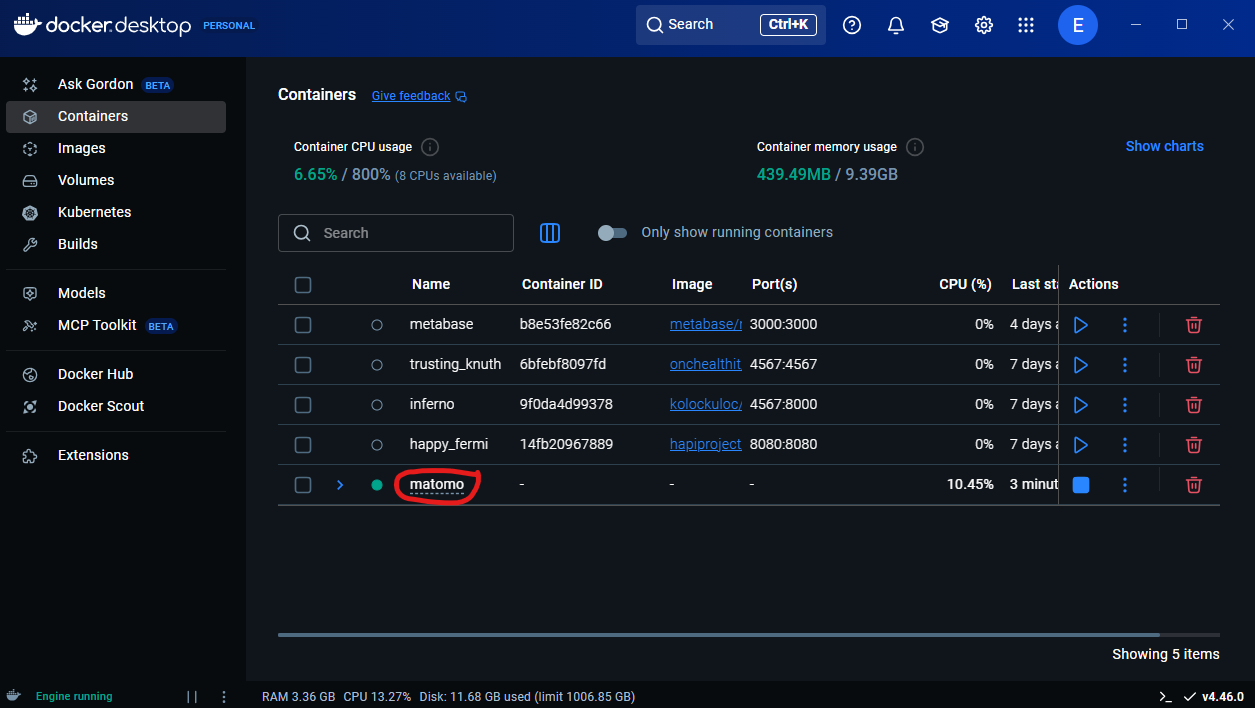 docker.desktop PERSONAL Search Ctrl+K E
Ask Gordon BETA
Containers
Images
Volumes
Kubernetes
Builds
Models
MCP Toolkit BETA
Docker Hub
Docker Scout
Extensions
Containers Give feedback
Container CPU usage
6.65% / 800% (8 CPUs available)
Container memory usage
439.49MB / 9.39GB
Show charts
Search
Only show running containers
Name Container ID Image Port(s) CPU (%) Last sta Actions
metabase b8e53fe82c66 metabase/ 3000:3000 0% 4 days a
trusting_knuth 6bfebf8097fd onchealthit 4567:4567 0% 7 days a
inferno 9f0da4d99378 kolockuloc/ 4567:8000 0% 7 days a
happy_fermi 14fb20967889 hapiproject 8080:8080 0% 7 days a
matomo - - - 10.45% 3 minut
Showing 5 items
Engine running RAM 3.36 GB CPU 13.27% Disk: 11.68 GB used (limit 1006.85 GB) v4.46.0